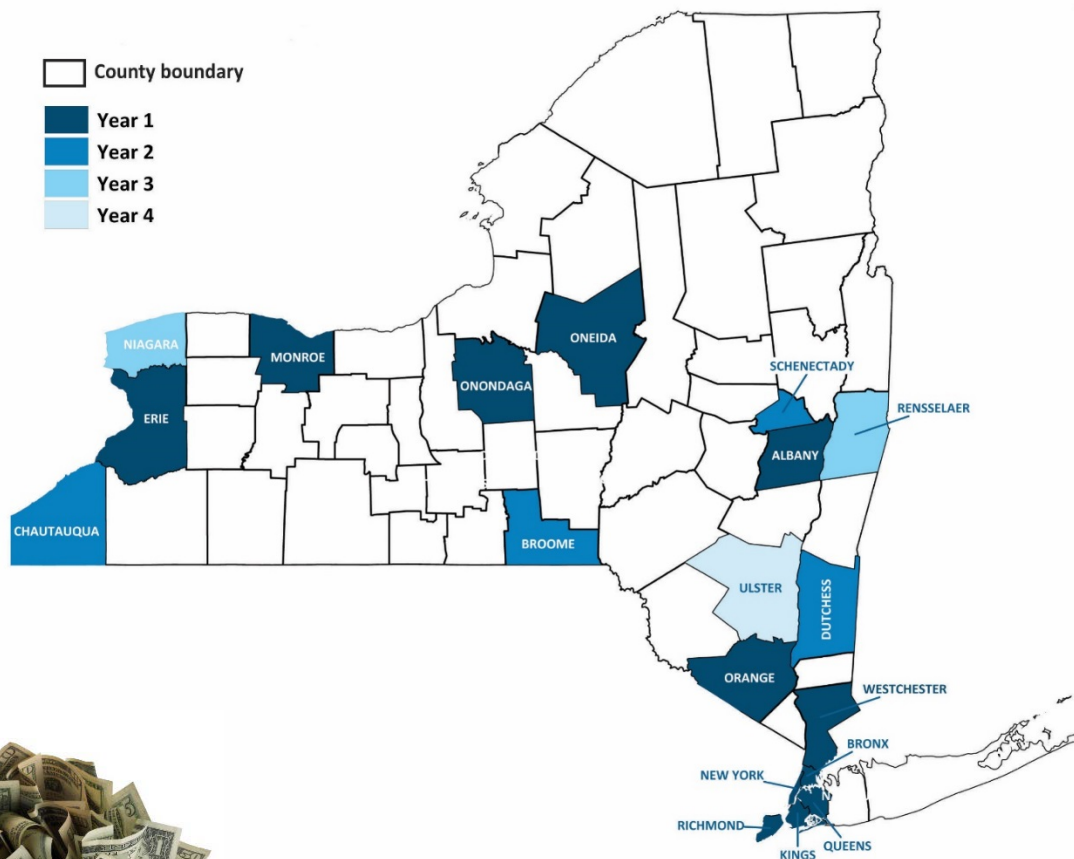 County boundary
Year 1
Year 2
Year 3
Year 4
NIAGARA
MONROE
ERIE
CHAUTAUQUA
ONEIDA
ONONDAGA
BROOME
SCHENECTADY
RENSSELAER
ALBANY
ULSTER
DUTCHESS
ORANGE
WESTCHESTER
BRONX
NEW YORK
RICHMOND
QUEENS
KINGS